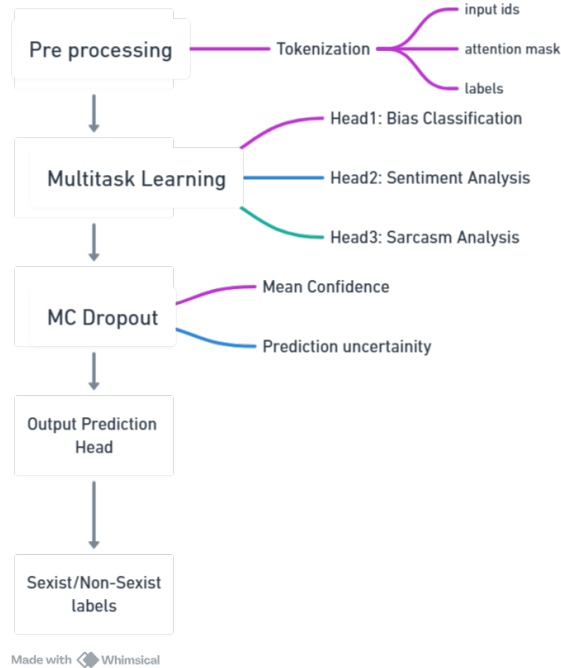 Pre processing
Tokenization
input ids
attention mask
labels
Multitask Learning
Head1: Bias Classification
Head2: Sentiment Analysis
Head3: Sarcasm Analysis
MC Dropout
Mean Confidence
Prediction uncertainity
Output Prediction
Head
Sexist/Non-Sexist
labels
Made with Whimsical